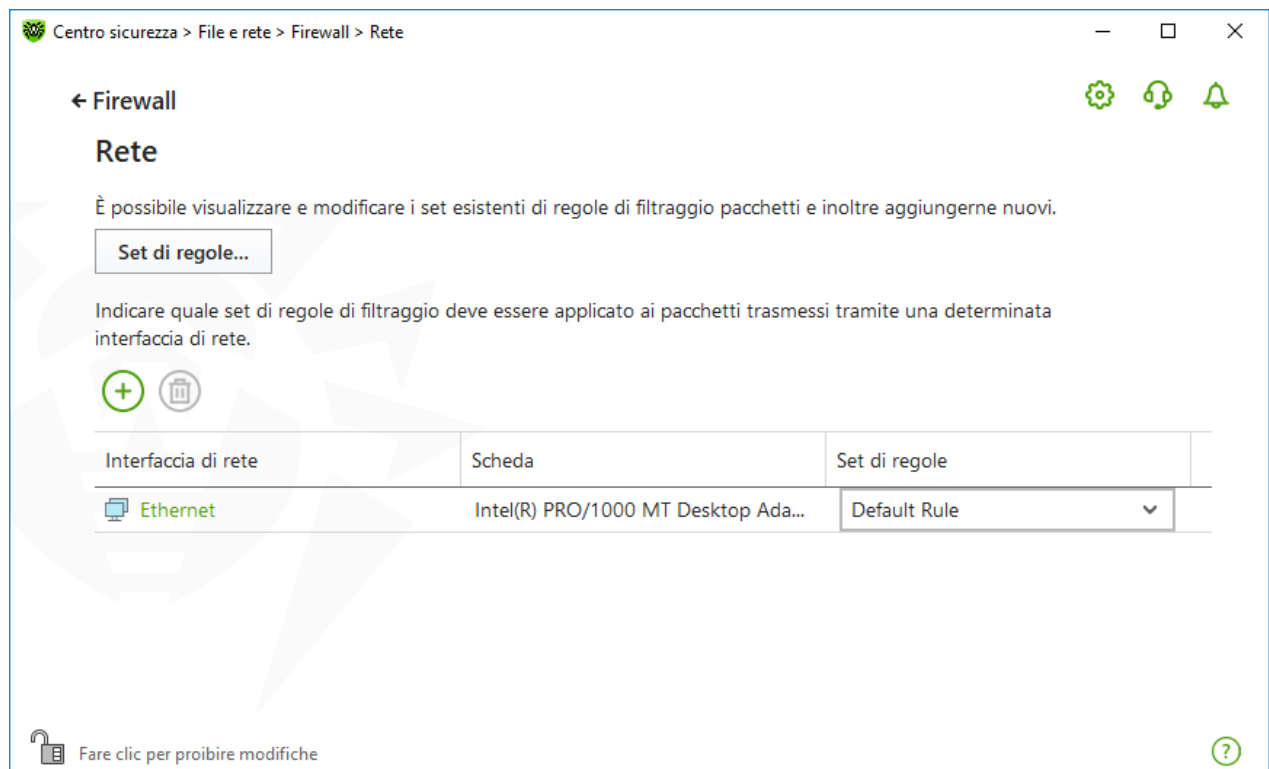 Centro sicurezza > File e rete > Firewall > Rete
Firewall
Rete
È possibile visualizzare e modificare i set esistenti di regole di filtraggio pacchetti e inoltre aggiungerne nuovi.
Set di regole...
Indicare quale set di regole di filtraggio deve essere applicato ai pacchetti trasmessi tramite una determinata
interfaccia di rete.
Interfaccia di rete Scheda Set di regole
Ethernet Intel(R) PRO/1000 MT Desktop Ada... Default Rule
Fare clic per proibire modifiche
?